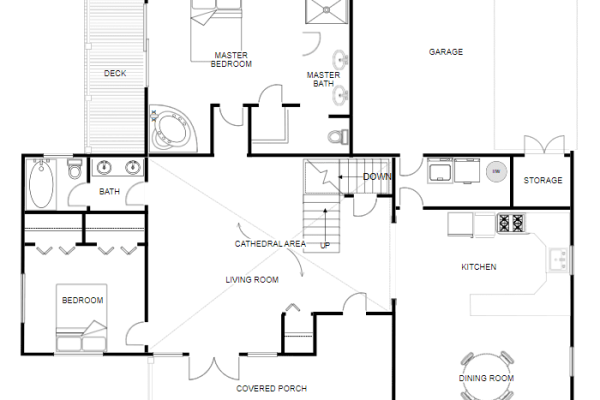 GARAGE
MASTER
BEDROOM
DECK
MASTER
BATH
DOWN
STORAGE
BATH
CATHEDRAL AREA
UP
KITCHEN
LIVING ROOM
BEDROOM
DINING ROOM
COVERED PORCH